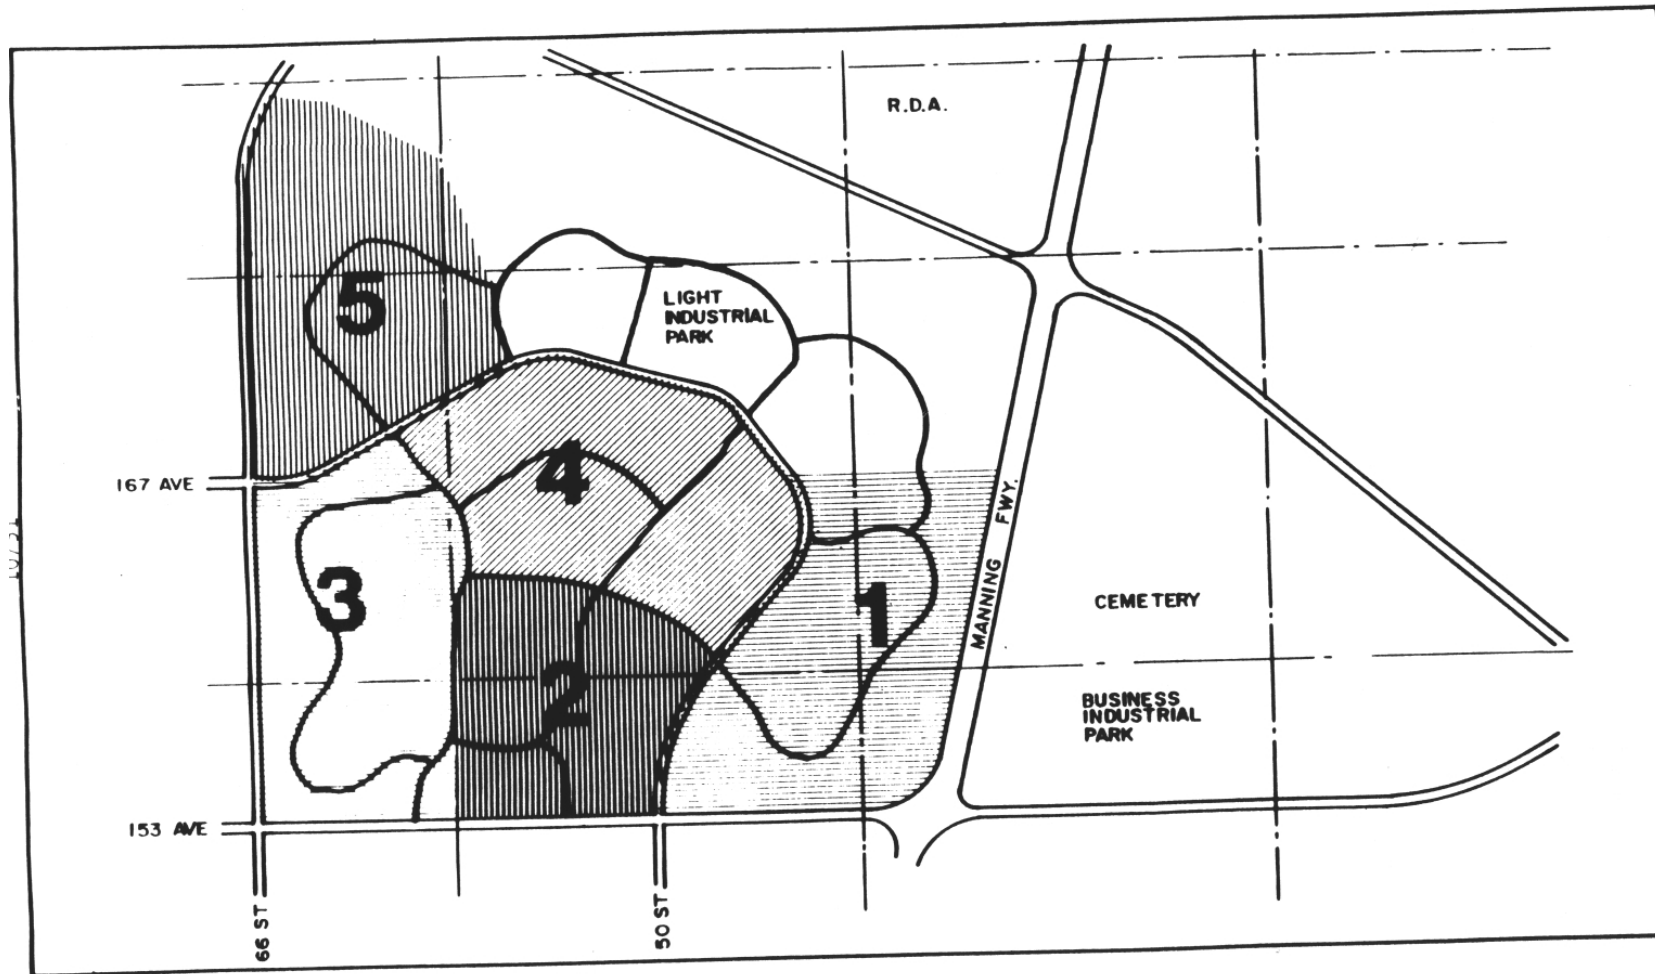 R.D.A.
5
LIGHT
INDUSTRIAL
PARK
4
167 AVE
MANNING FWY.
3
1
CEMETERY
2
BUSINESS
INDUSTRIAL
PARK
153 AVE
66 ST
50 ST